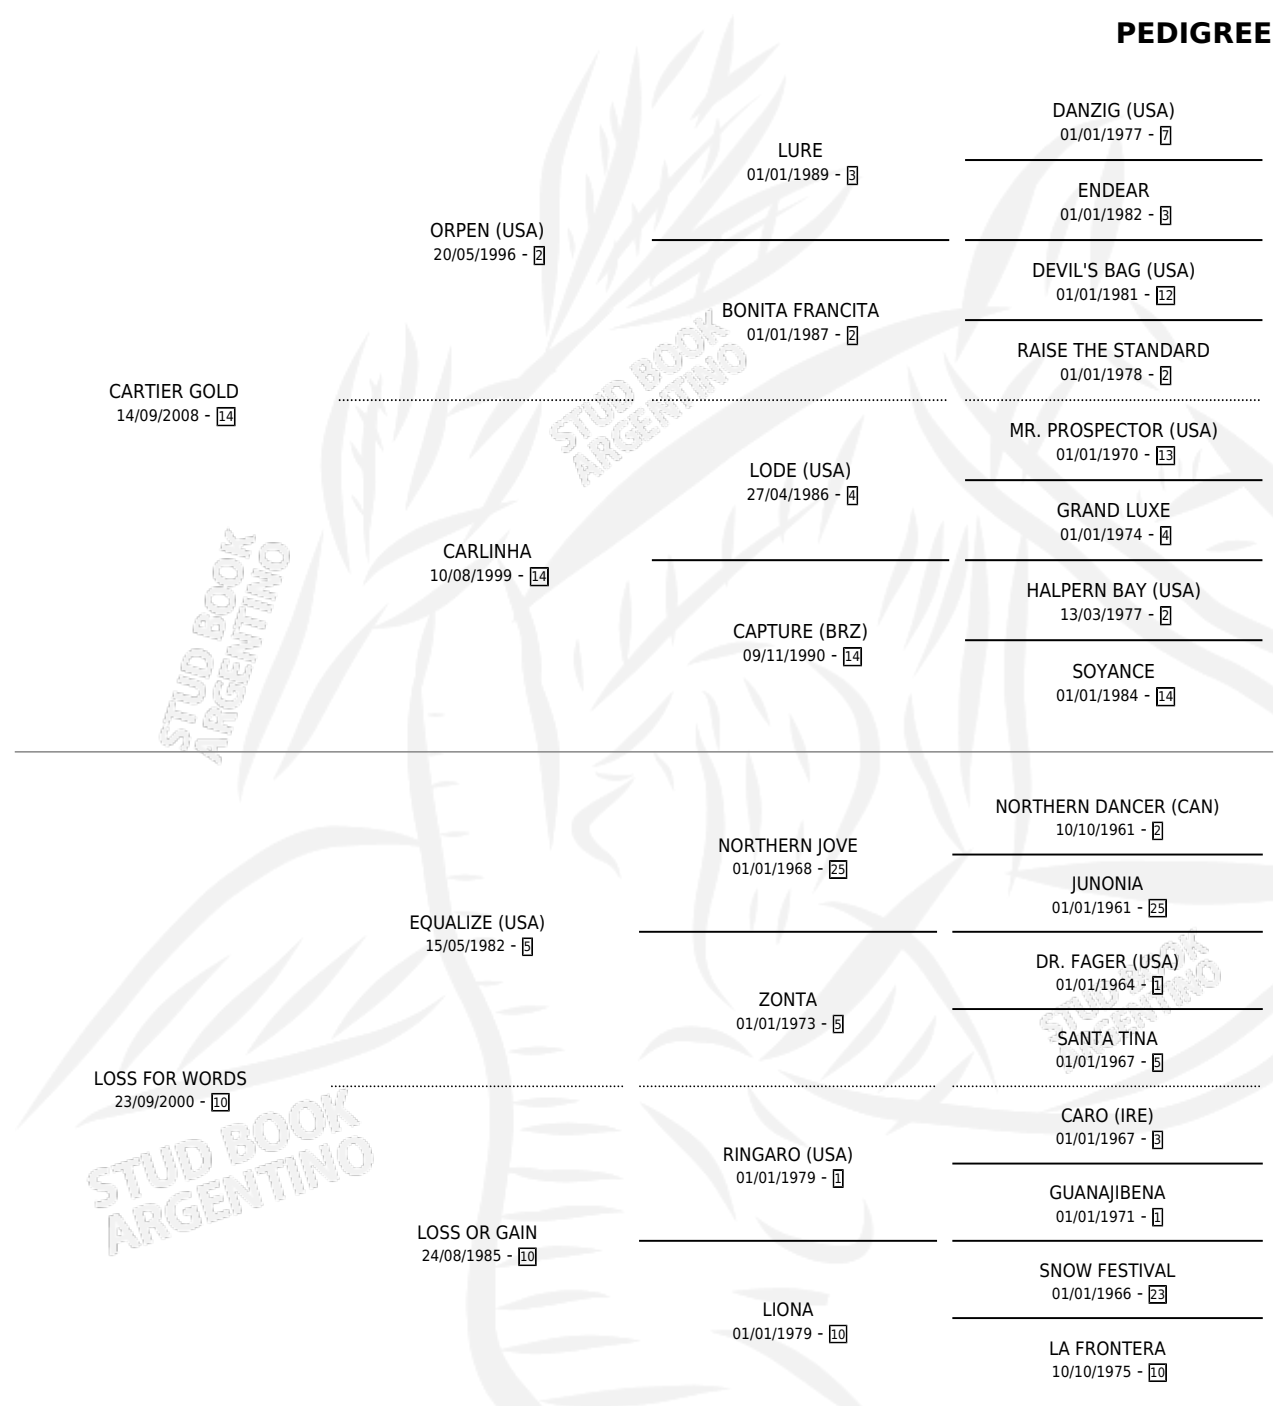 PEDIGREE
DANZIG (USA)
01/01/1977 - 7
LURE
01/01/1989 - 3
ENDEAR
01/01/1982 - 3
ORPEN (USA)
20/05/1996 - 2
DEVIL'S BAG (USA)
01/01/1981 - 12
BONITA FRANCITA
01/01/1987 - 2
RAISE THE STANDARD
01/01/1978 - 2
CARTIER GOLD
14/09/2008 - 14
STUD BOOK
ARGENTINO
MR. PROSPECTOR (USA)
01/01/1970 - 13
LODE (USA)
27/04/1986 - 4
GRAND LUXE
01/01/1974 - 4
CARLINHA
10/08/1999 - 14
HALPERN BAY (USA)
13/03/1977 - 2
CAPTURE (BRZ)
09/11/1990 - 14
SOYANCE
01/01/1984 - 14
STUD BOOK
ARGENTINO
NORTHERN DANCER (CAN)
10/10/1961 - 2
NORTHERN JOVE
01/01/1968 - 25
JUNONIA
01/01/1961 - 25
EQUALIZE (USA)
15/05/1982 - 5
DR. FAGER (USA)
01/01/1964 - 1
ZONTA
01/01/1973 - 5
STUD BOOK
ARGENTINO
SANTA TINA
01/01/1967 - 5
LOSS FOR WORDS
23/09/2000 - 10
CARO (IRE)
01/01/1967 - 3
RINGARO (USA)
01/01/1979 - 1
STUD BOOK
ARGENTINO
GUANAJIBENA
01/01/1971 - 1
LOSS OR GAIN
24/08/1985 - 10
SNOW FESTIVAL
01/01/1966 - 23
LIONA
01/01/1979 - 10
LA FRONTERA
10/10/1975 - 10